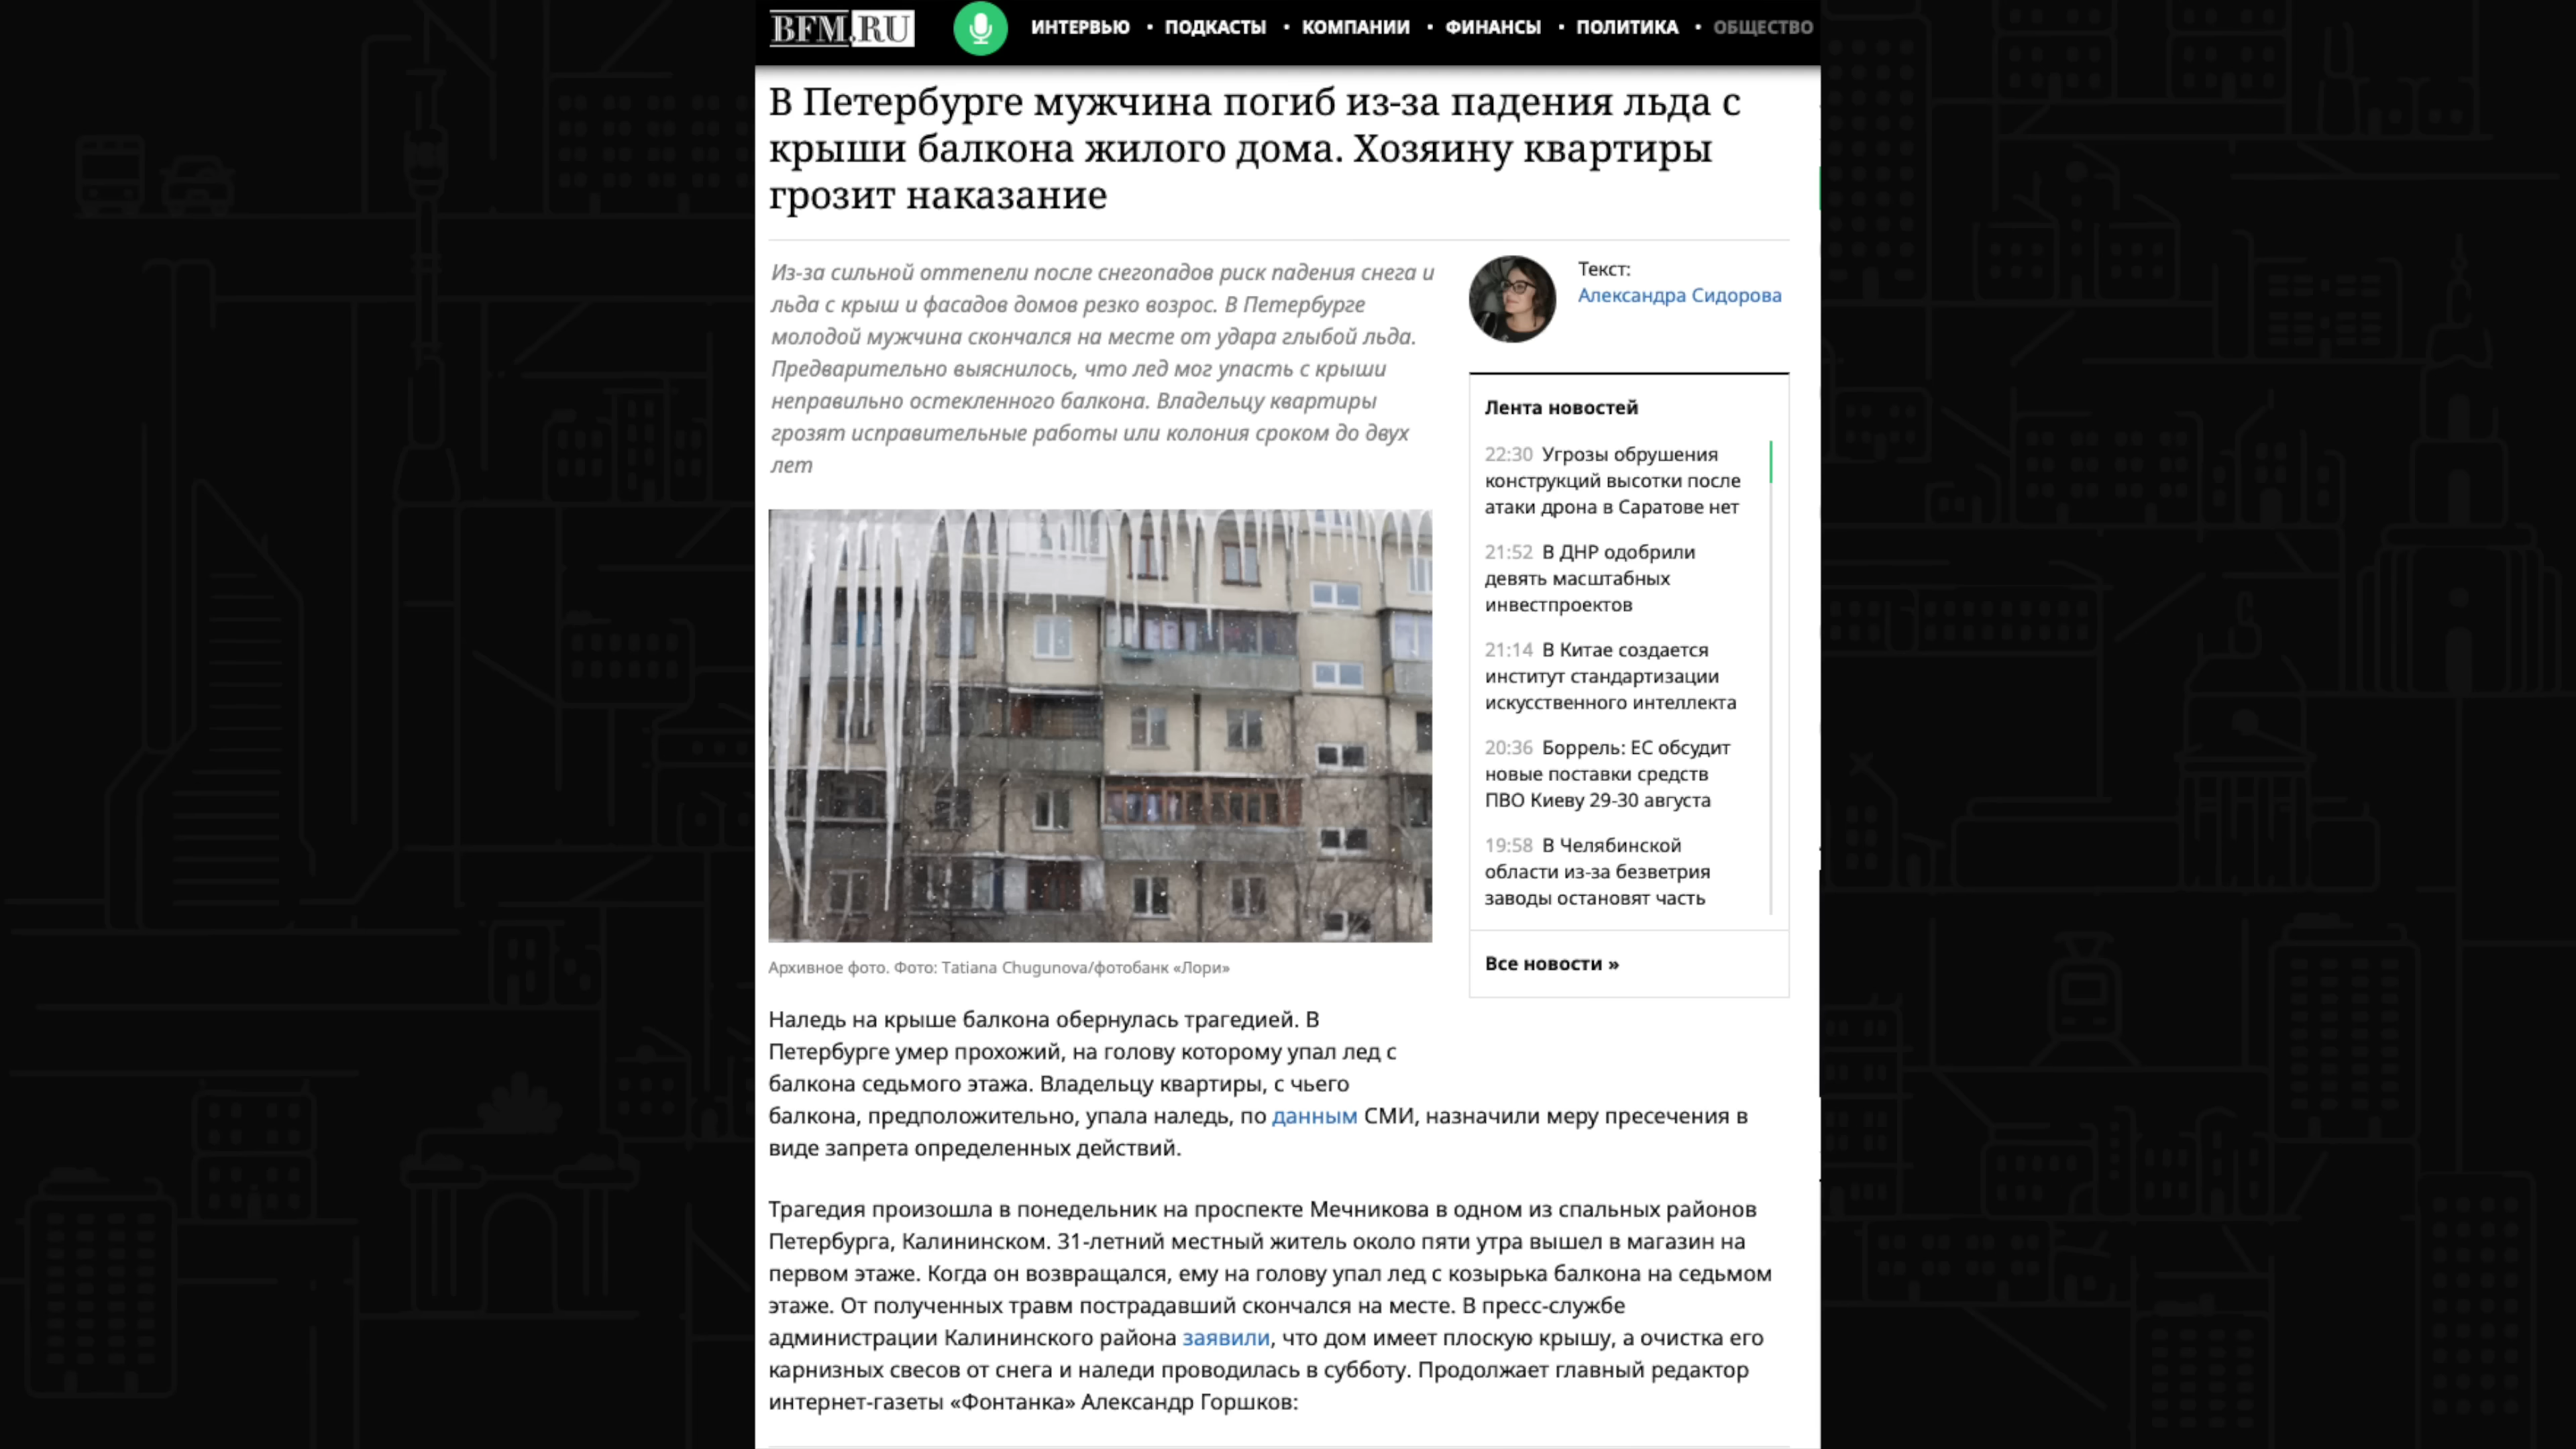 BFM.RU
ИНТЕРВЬЮ • ПОДКАСТЫ • КОМПАНИИ • ФИНАНСЫ • ПОЛИТИКА • ОБЩЕСТВО
В Петербурге мужчина погиб из-за падения льда с
крыши балкона жилого дома. Хозяину квартиры
грозит наказание
Из-за сильной оттепели после снегопадов риск падения снега и
льда с крыш и фасадов домов резко возрос. В Петербурге
молодой мужчина скончался на месте от удара глыбой льда.
Предварительно выяснилось, что лед мог упасть с крыши
неправильно остекленного балкона. Владельцу квартиры
грозят исправительные работы или колония сроком до двух
лет
Текст:
Александра Сидорова
Лента новостей
22:30 Угрозы обрушения
конструкций высотки после
атаки дрона в Саратове нет
21:52 В ДНР одобрили
девять масштабных
инвестпроектов
21:14 В Китае создается
институт стандартизации
искусственного интеллекта
20:36 Боррель: ЕС обсудит
новые поставки средств
ПВО Киеву 29-30 августа
19:58 В Челябинской
области из-за безветрия
заводы остановят часть
Все новости »
Архивное фото. Фото: Tatiana Chugunova/фотобанк «Лори»
Наледь на крыше балкона обернулась трагедией. В
Петербурге умер прохожий, на голову которому упал лед с
балкона седьмого этажа. Владельцу квартиры, с чьего
балкона, предположительно, упала наледь, по данным СМИ, назначили меру пресечения в
виде запрета определенных действий.
Трагедия произошла в понедельник на проспекте Мечникова в одном из спальных районов
Петербурга, Калининском. 31-летний местный житель около пяти утра вышел в магазин на
первом этаже. Когда он возвращался, ему на голову упал лед с козырька балкона на седьмом
этаже. От полученных травм пострадавший скончался на месте. В пресс-службе
администрации Калининского района заявили, что дом имеет плоскую крышу, а очистка его
карнизных свесов от снега и наледи проводилась в субботу. Продолжает главный редактор
интернет-газеты «Фонтанка» Александр Горшков: